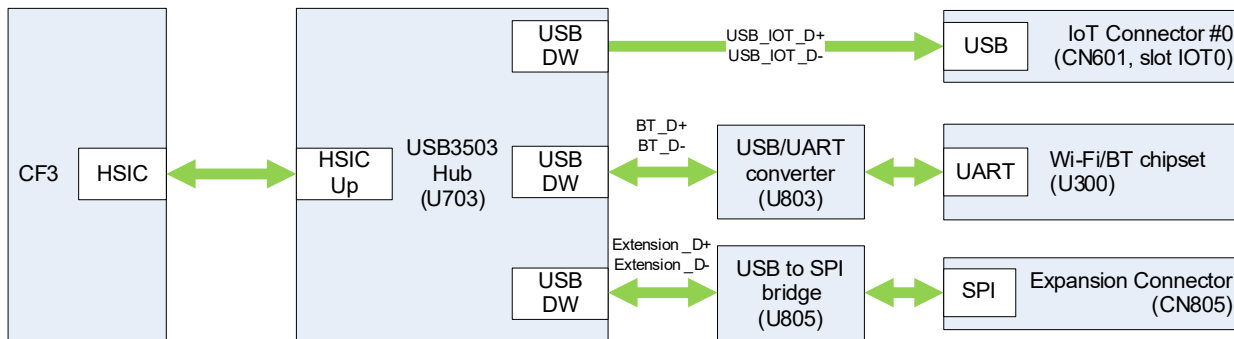 CF3
HSIC
HSIC
Up
USB3503
Hub
(U703)
USB
DW
USB_IOT_D+
USB_IOT_D-
USB
IoT Connector #0
(CN601, slot IOT0)
USB
DW
BT_D+
BT_D-
USB/UART
converter
(U803)
UART
Wi-Fi/BT chipset
(U300)
USB
DW
Extension_D+
Extension_D-
USB to SPI
bridge
(U805)
SPI
Expansion Connector
(CN805)